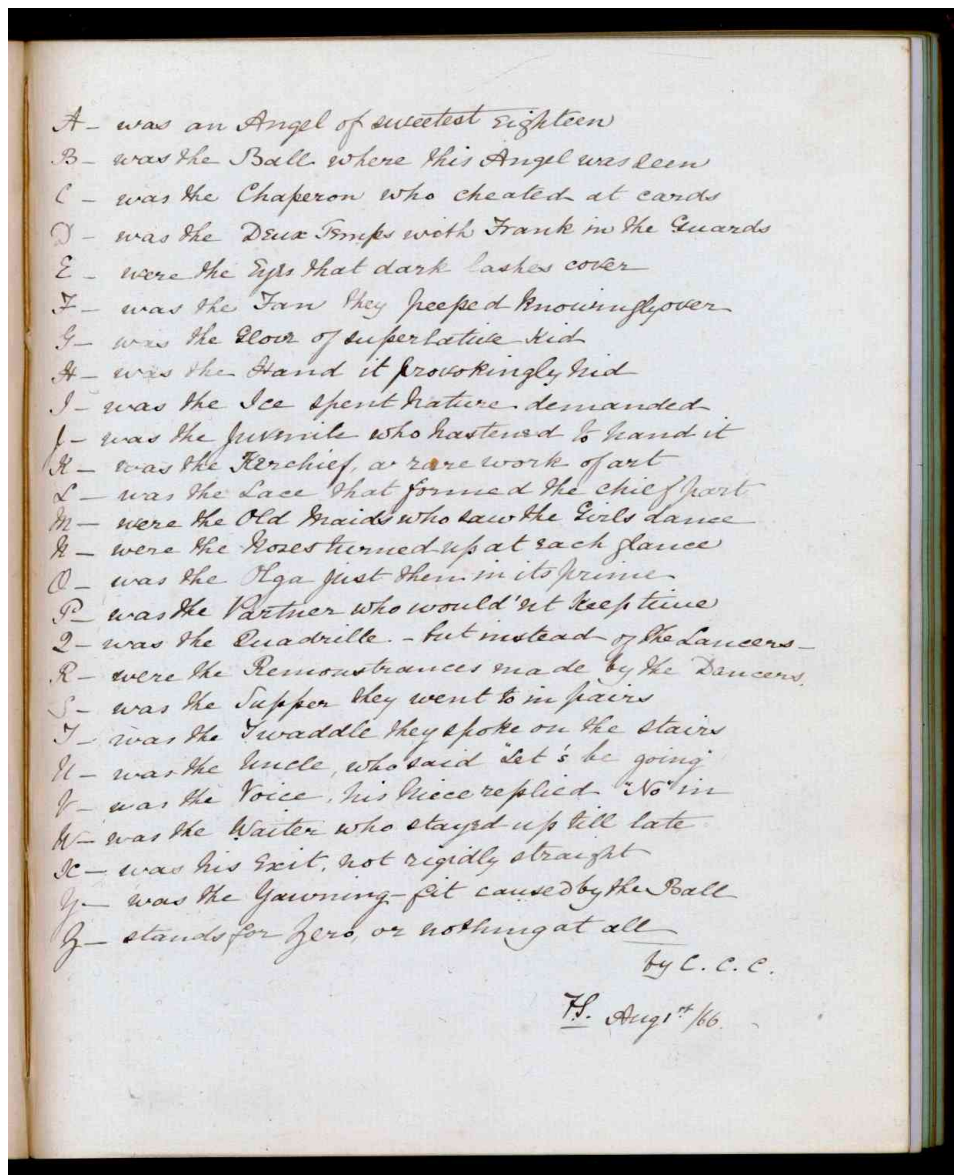 A – was an Angel of sweetest Eighteen
B – was the Ball where this Angel was seen
C – was the Chaperon who cheated at cards
D – was the Deux Temps with Frank in the Guards
E – were the Eyes that dark lashes cover
F – was the Fan they peeped knowingly over
G – was the Glove of superlative Kid
H – was the Hand it provokingly hid
I – was the Ice spent Nature demanded
J – was the Juvenile who hastened to hand it
K – was the Kerchief, a rare work of art
L – was the Lace that formed the chief part
M – were the Old Maids who saw the Girls dance
N – were the Noses turned up at each glance
O – was the Olga just then in its prime
P – was the Partner who would'nt keep time
Q – was the Quadrille – but instead of the Lancers –
R – were the Remonstrances made by the Dancers.
S – was the Supper they went to in pairs
T – was the Twaddle they spoke on the stairs
U – was the Uncle, who said "Let's be going"
V – was the Voice, his Niece replied "No" in
W – was the Waiter who stayed up till late
X – was his Exit, not rigidly straight
Y – was the Yawning-fit caused by the Ball
Z – stands for Zero, or nothing at all
by C. C. C.
F.S. Aug 1st /66.